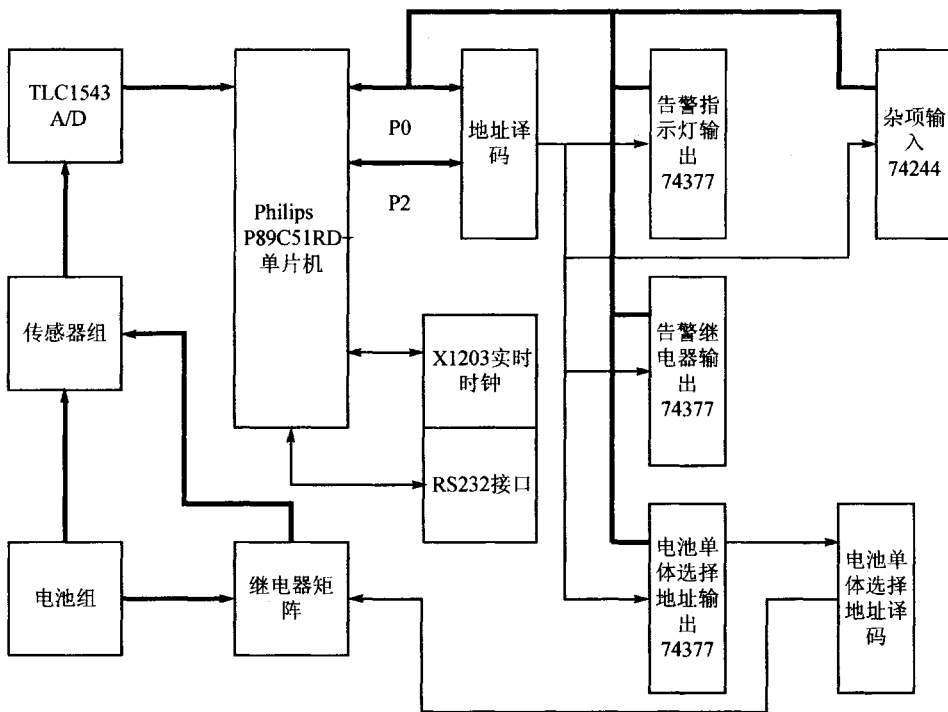 TLC1543
A/D
传感器组
电池组
Philips
P89C51RD+
单片机
P0
P2
地址译
码
X1203实时
时钟
RS232接口
继电器矩
阵
告警指
示灯输
出
74377
告警继
电器输
出
74377
电池单
体选择
地址输
出
74377
杂项输
入
74244
电池单
体选择
地址译
码